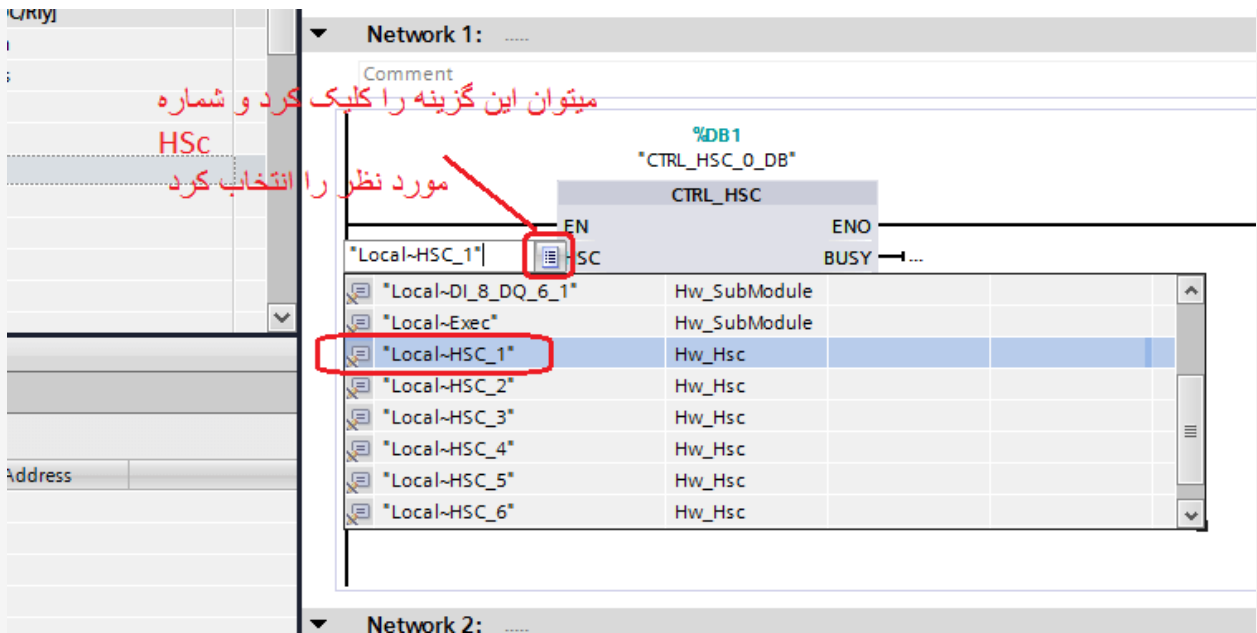 C/Rly]
Network 1: .....
Comment
میتوان این گزینه را کلیک کرد و شماره
HSc
مورد نظر را انتخاب کرد
%DB1
"CTRL_HSC_0_DB"
CTRL_HSC
EN ENO
"Local~HSC_1" SC BUSY ...
"Local~DI_8_DQ_6_1" Hw_SubModule
"Local~Exec" Hw_SubModule
"Local~HSC_1" Hw_Hsc
"Local~HSC_2" Hw_Hsc
"Local~HSC_3" Hw_Hsc
"Local~HSC_4" Hw_Hsc
Address
"Local~HSC_5" Hw_Hsc
"Local~HSC_6" Hw_Hsc
Network 2: .....